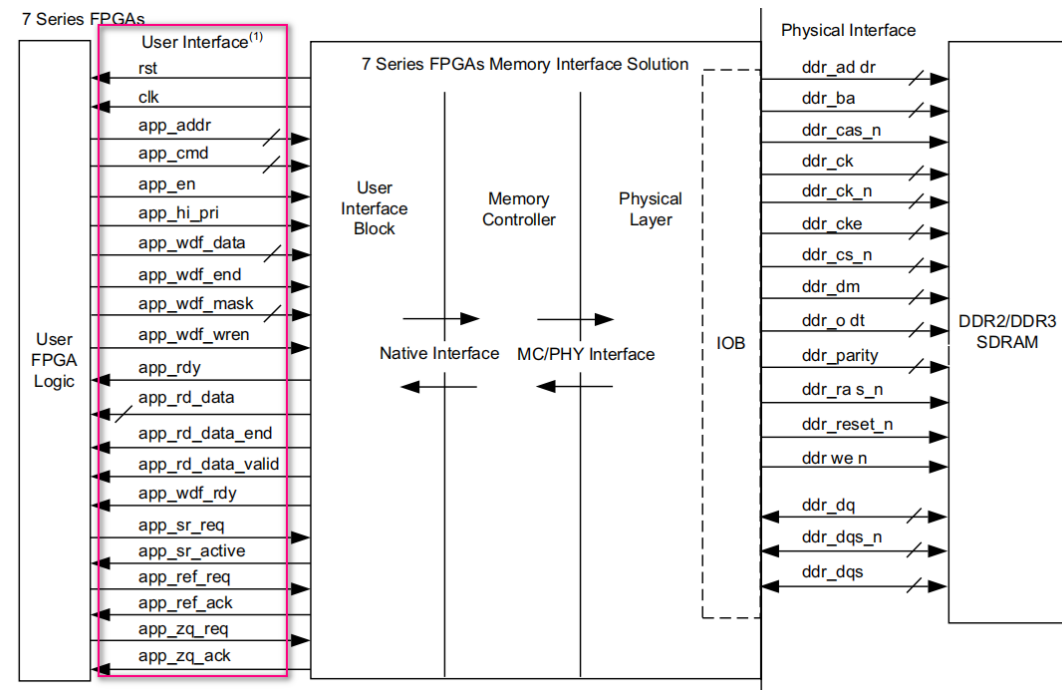 7 Series FPGAs
User Interface(1)
rst
clk
app_addr
app_cmd
app_en
app_hi_pri
app_wdf_data
app_wdf_end
app_wdf_mask
app_wdf_wren
app_rdy
app_rd_data
app_rd_data_end
app_rd_data_valid
app_wdf_rdy
app_sr_req
app_sr_active
app_ref_req
app_ref_ack
app_zq_req
app_zq_ack
User
FPGA
Logic
7 Series FPGAs Memory Interface Solution
User
Interface
Block
Memory
Controller
Physical
Layer
Native Interface
MC/PHY Interface
IOB
Physical Interface
ddr_ad dr
ddr_ba
ddr_cas_n
ddr_ck
ddr_ck_n
ddr_cke
ddr_cs_n
ddr_dm
ddr_o dt
ddr_parity
ddr_ra s_n
ddr_reset_n
ddr we n
ddr_dq
ddr_dqs_n
ddr_dqs
DDR2/DDR3
SDRAM